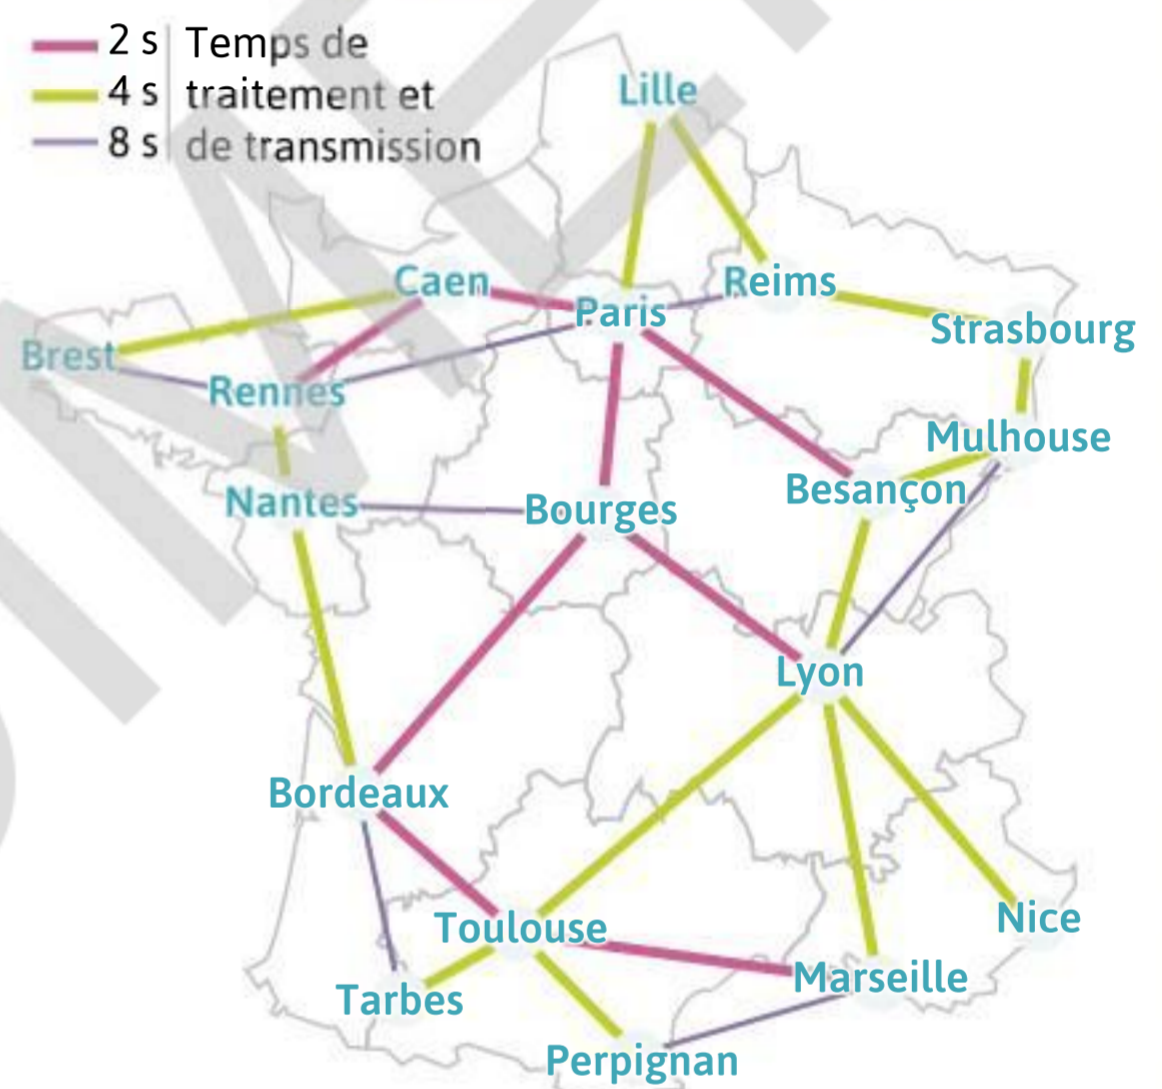 2 s Temps de
4 s traitement et
8 s de transmission
Lille
Caen
Paris
Reims
Strasbourg
Brest
Rennes
Mulhouse
Nantes
Bourges
Besançon
Lyon
Bordeaux
Toulouse
Nice
Marseille
Tarbes
Perpignan